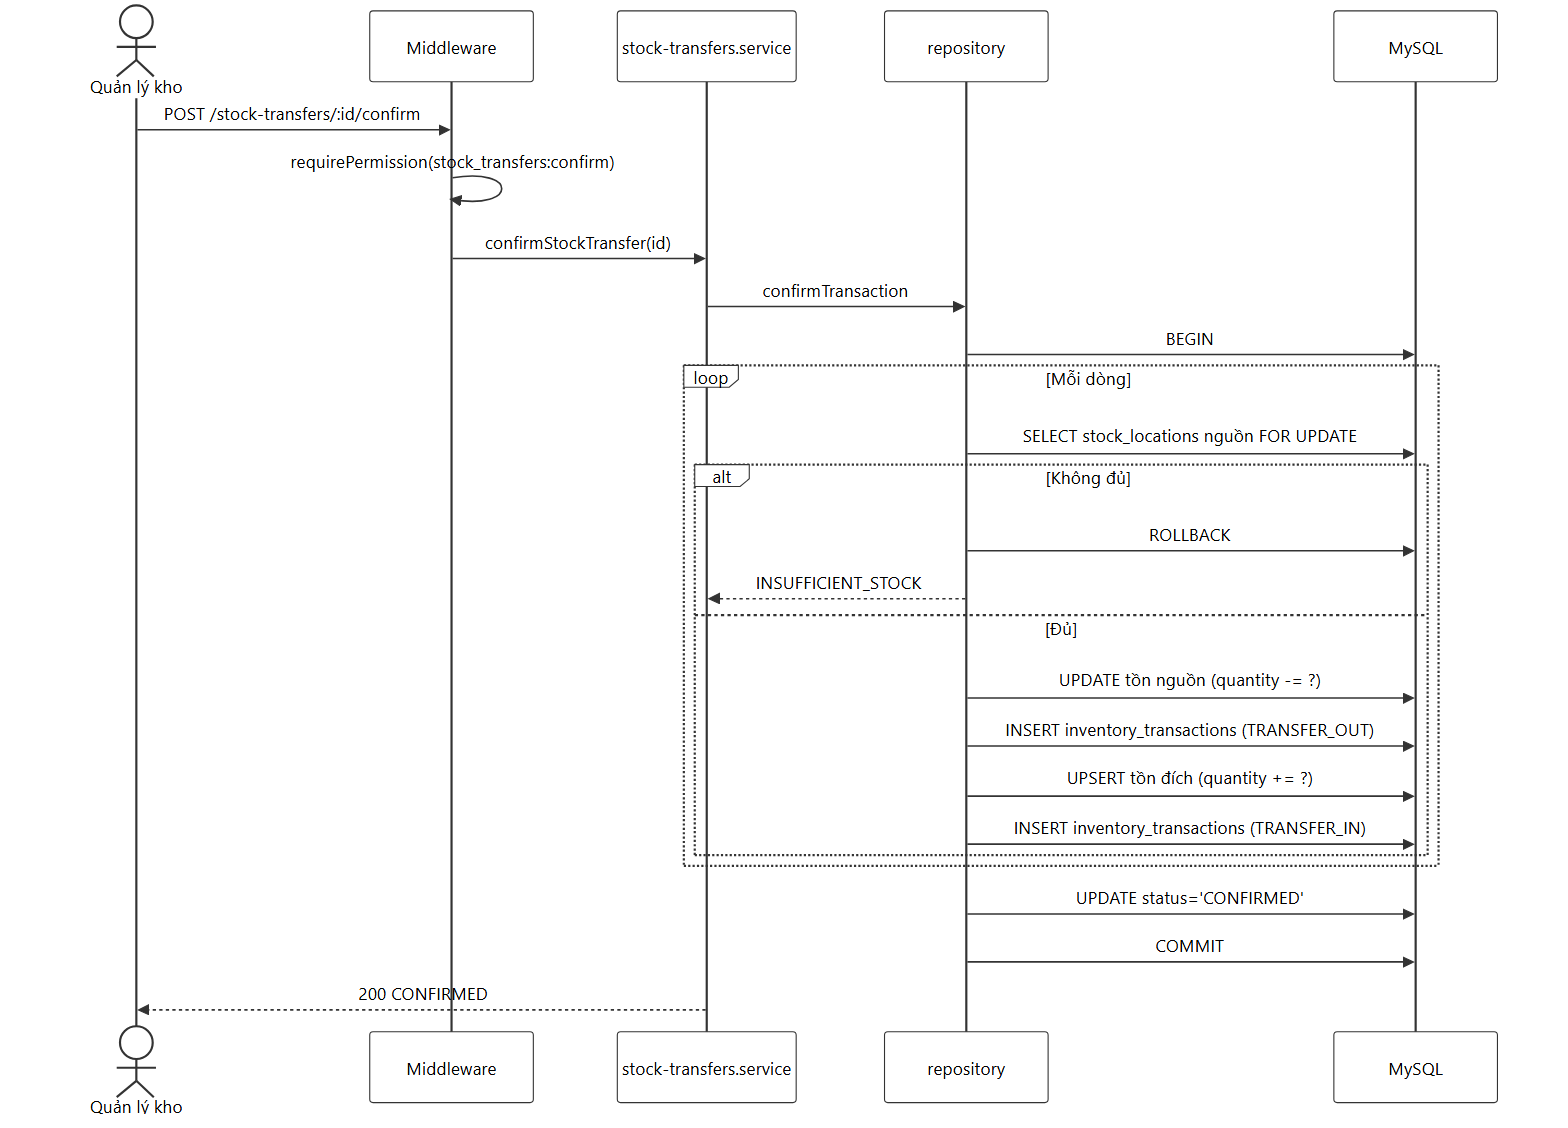 Middleware
stock-transfers.service
repository
MySQL
Quản lý kho
POST /stock-transfers/:id/confirm
requirePermission(stock_transfers:confirm)
confirmStockTransfer(id)
confirmTransaction
BEGIN
loop
[Mỗi dòng]
SELECT stock_locations nguồn FOR UPDATE
alt
[Không đủ]
ROLLBACK
INSUFFICIENT_STOCK
[Đủ]
UPDATE tồn nguồn (quantity -= ?)
INSERT inventory_transactions (TRANSFER_OUT)
UPSERT tồn đích (quantity += ?)
INSERT inventory_transactions (TRANSFER_IN)
UPDATE status='CONFIRMED'
COMMIT
200 CONFIRMED
Middleware
stock-transfers.service
repository
MySQL
Quản lý kho